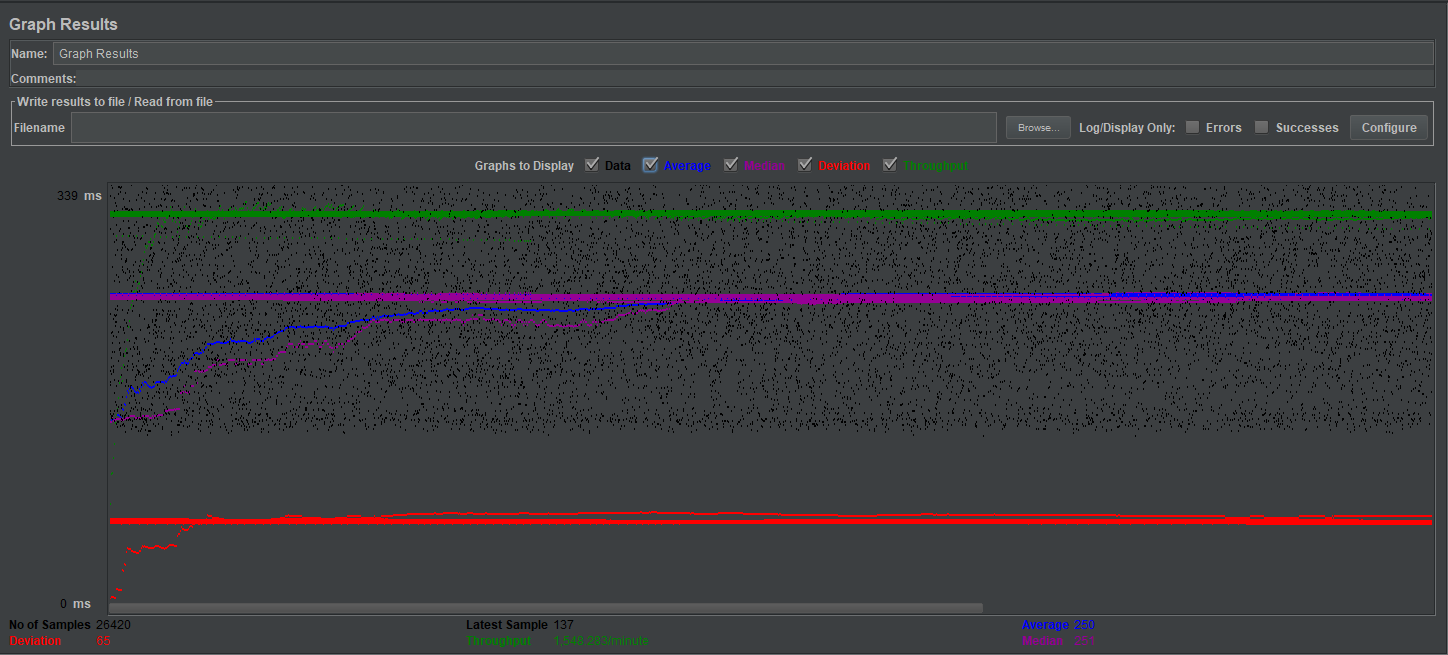 Graph Results
Name: Graph Results
Comments:
Write results to file / Read from file
Filename Browse... Log/Display Only: Errors Successes Configure
Graphs to Display Data Average Median Deviation Throughput
339 ms
0 ms
No of Samples 26420 Latest Sample 137 Average 250
Deviation 65 Throughput 1,548.283/minute Median 251